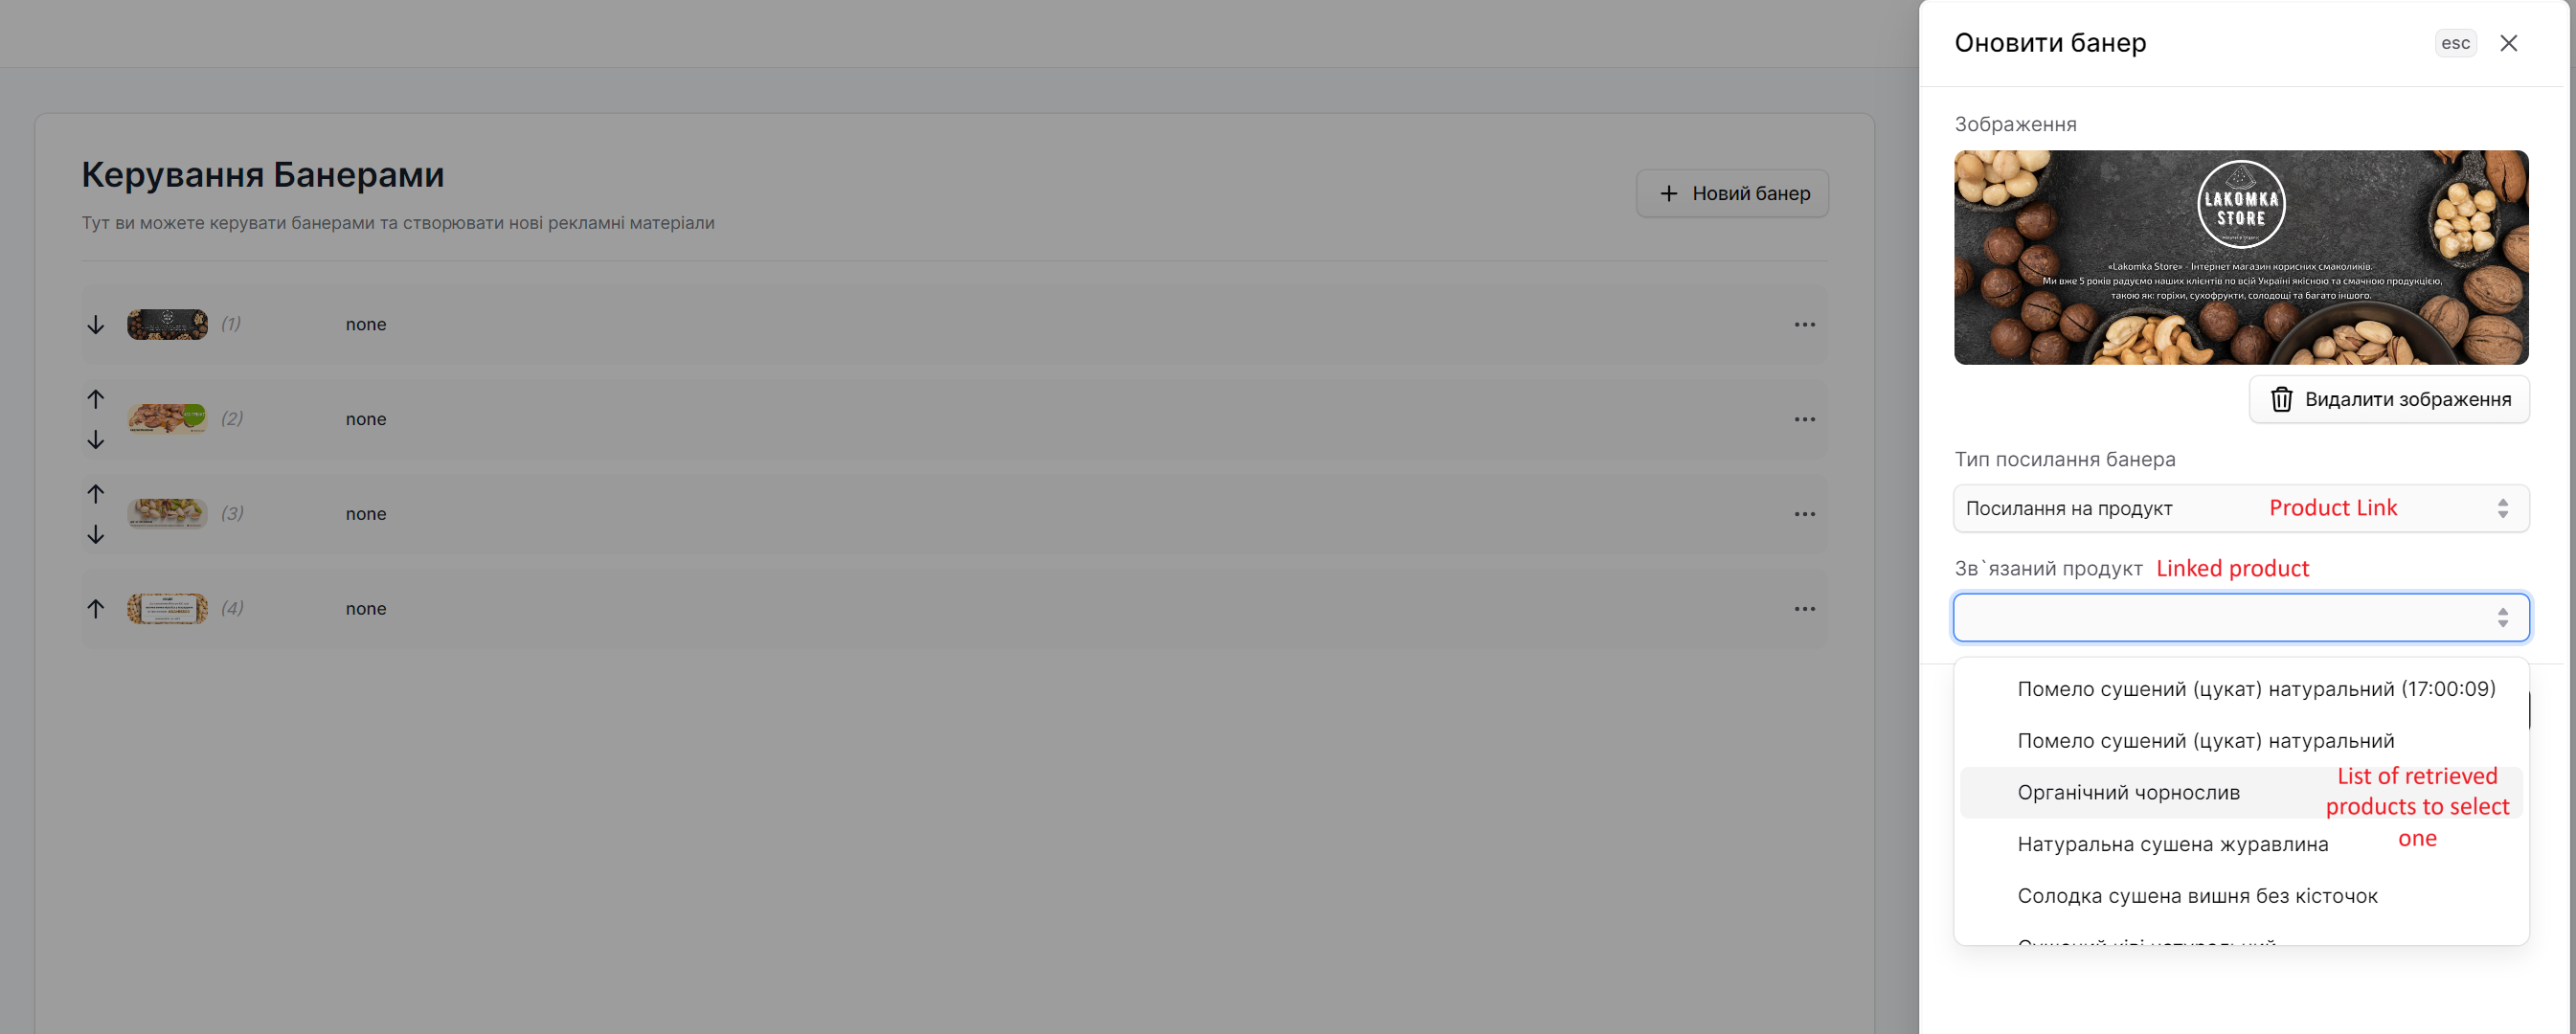 Керування Банерами
Тут ви можете керувати банерами та створювати нові рекламні матеріали
Новий банер
(1) none
(2) none
(3) none
(4) none
Оновити банер
esc
Зображення
LAKOMKA
STORE
«Lakomka Store» - Інтернет магазин корисних смаколиків.
Ми вже 5 років радуємо наших клієнтів по всій Україні якісною та смачною продукцією,
такою як: горіхи, сухофрукти, солодощі та багато іншого.
Видалити зображення
Тип посилання банера
Посилання на продукт Product Link
Зв`язаний продукт Linked product
Помело сушений (цукат) натуральний (17:00:09)
Помело сушений (цукат) натуральний
Органічний чорнослив
List of retrieved
products to select
one
Натуральна сушена журавлина
Солодка сушена вишня без кісточок